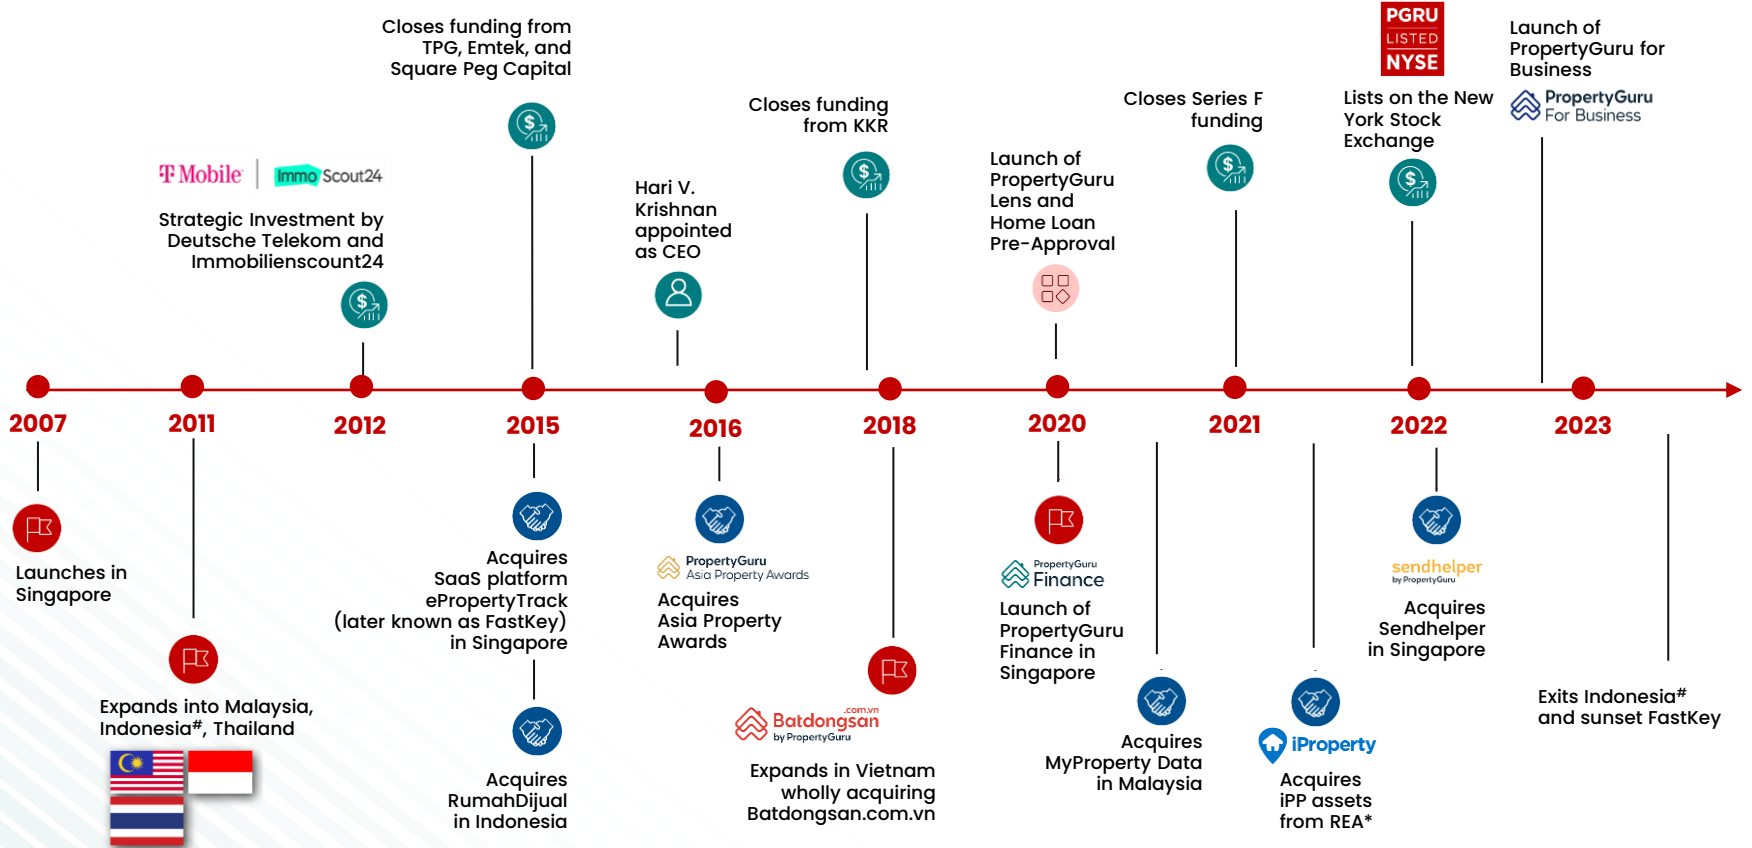 Closes funding from
TPG, Emtek, and
Square Peg Capital
T Mobile
Immo Scout24
Strategic Investment by
Deutsche Telekom and
Immobilienscout24
Hari V.
Krishnan
appointed
as CEO
Closes funding
from KKR
Launch of
PropertyGuru
Lens and
Home Loan
Pre-Approval
Closes Series F
funding
PGRU
LISTED
NYSE
Lists on the New
York Stock
Exchange
Launch of
PropertyGuru for
Business
PropertyGuru
For Business
2007
2011
2012
2015
2016
2018
2020
2021
2022
2023
Launches in
Singapore
Expands into Malaysia,
Indonesia#, Thailand
Acquires
SaaS platform
ePropertyTrack
(later known as FastKey)
in Singapore
Acquires
RumahDijual
in Indonesia
PropertyGuru
Asia Property Awards
Acquires
Asia Property
Awards
Batdongsan
.com.vn
by PropertyGuru
Expands in Vietnam
wholly acquiring
Batdongsan.com.vn
PropertyGuru
Finance
Launch of
PropertyGuru
Finance in
Singapore
Acquires
MyProperty Data
in Malaysia
iProperty
Acquires
iPP assets
from REA*
sendhelper
by PropertyGuru
Acquires
Sendhelper
in Singapore
Exits Indonesia#
and sunset FastKey